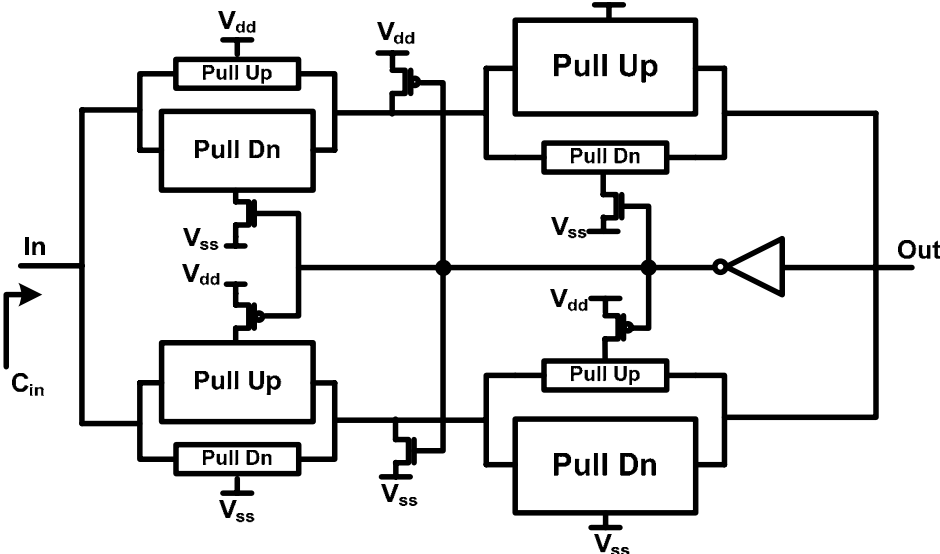 Vdd
Pull Up
Pull Dn
Vss
Vdd
Pull Up
Pull Dn
Vss
In
Cin
Vdd
Vss
Pull Up
Pull Dn
Vss
Vdd
Pull Up
Pull Dn
Vss
Out